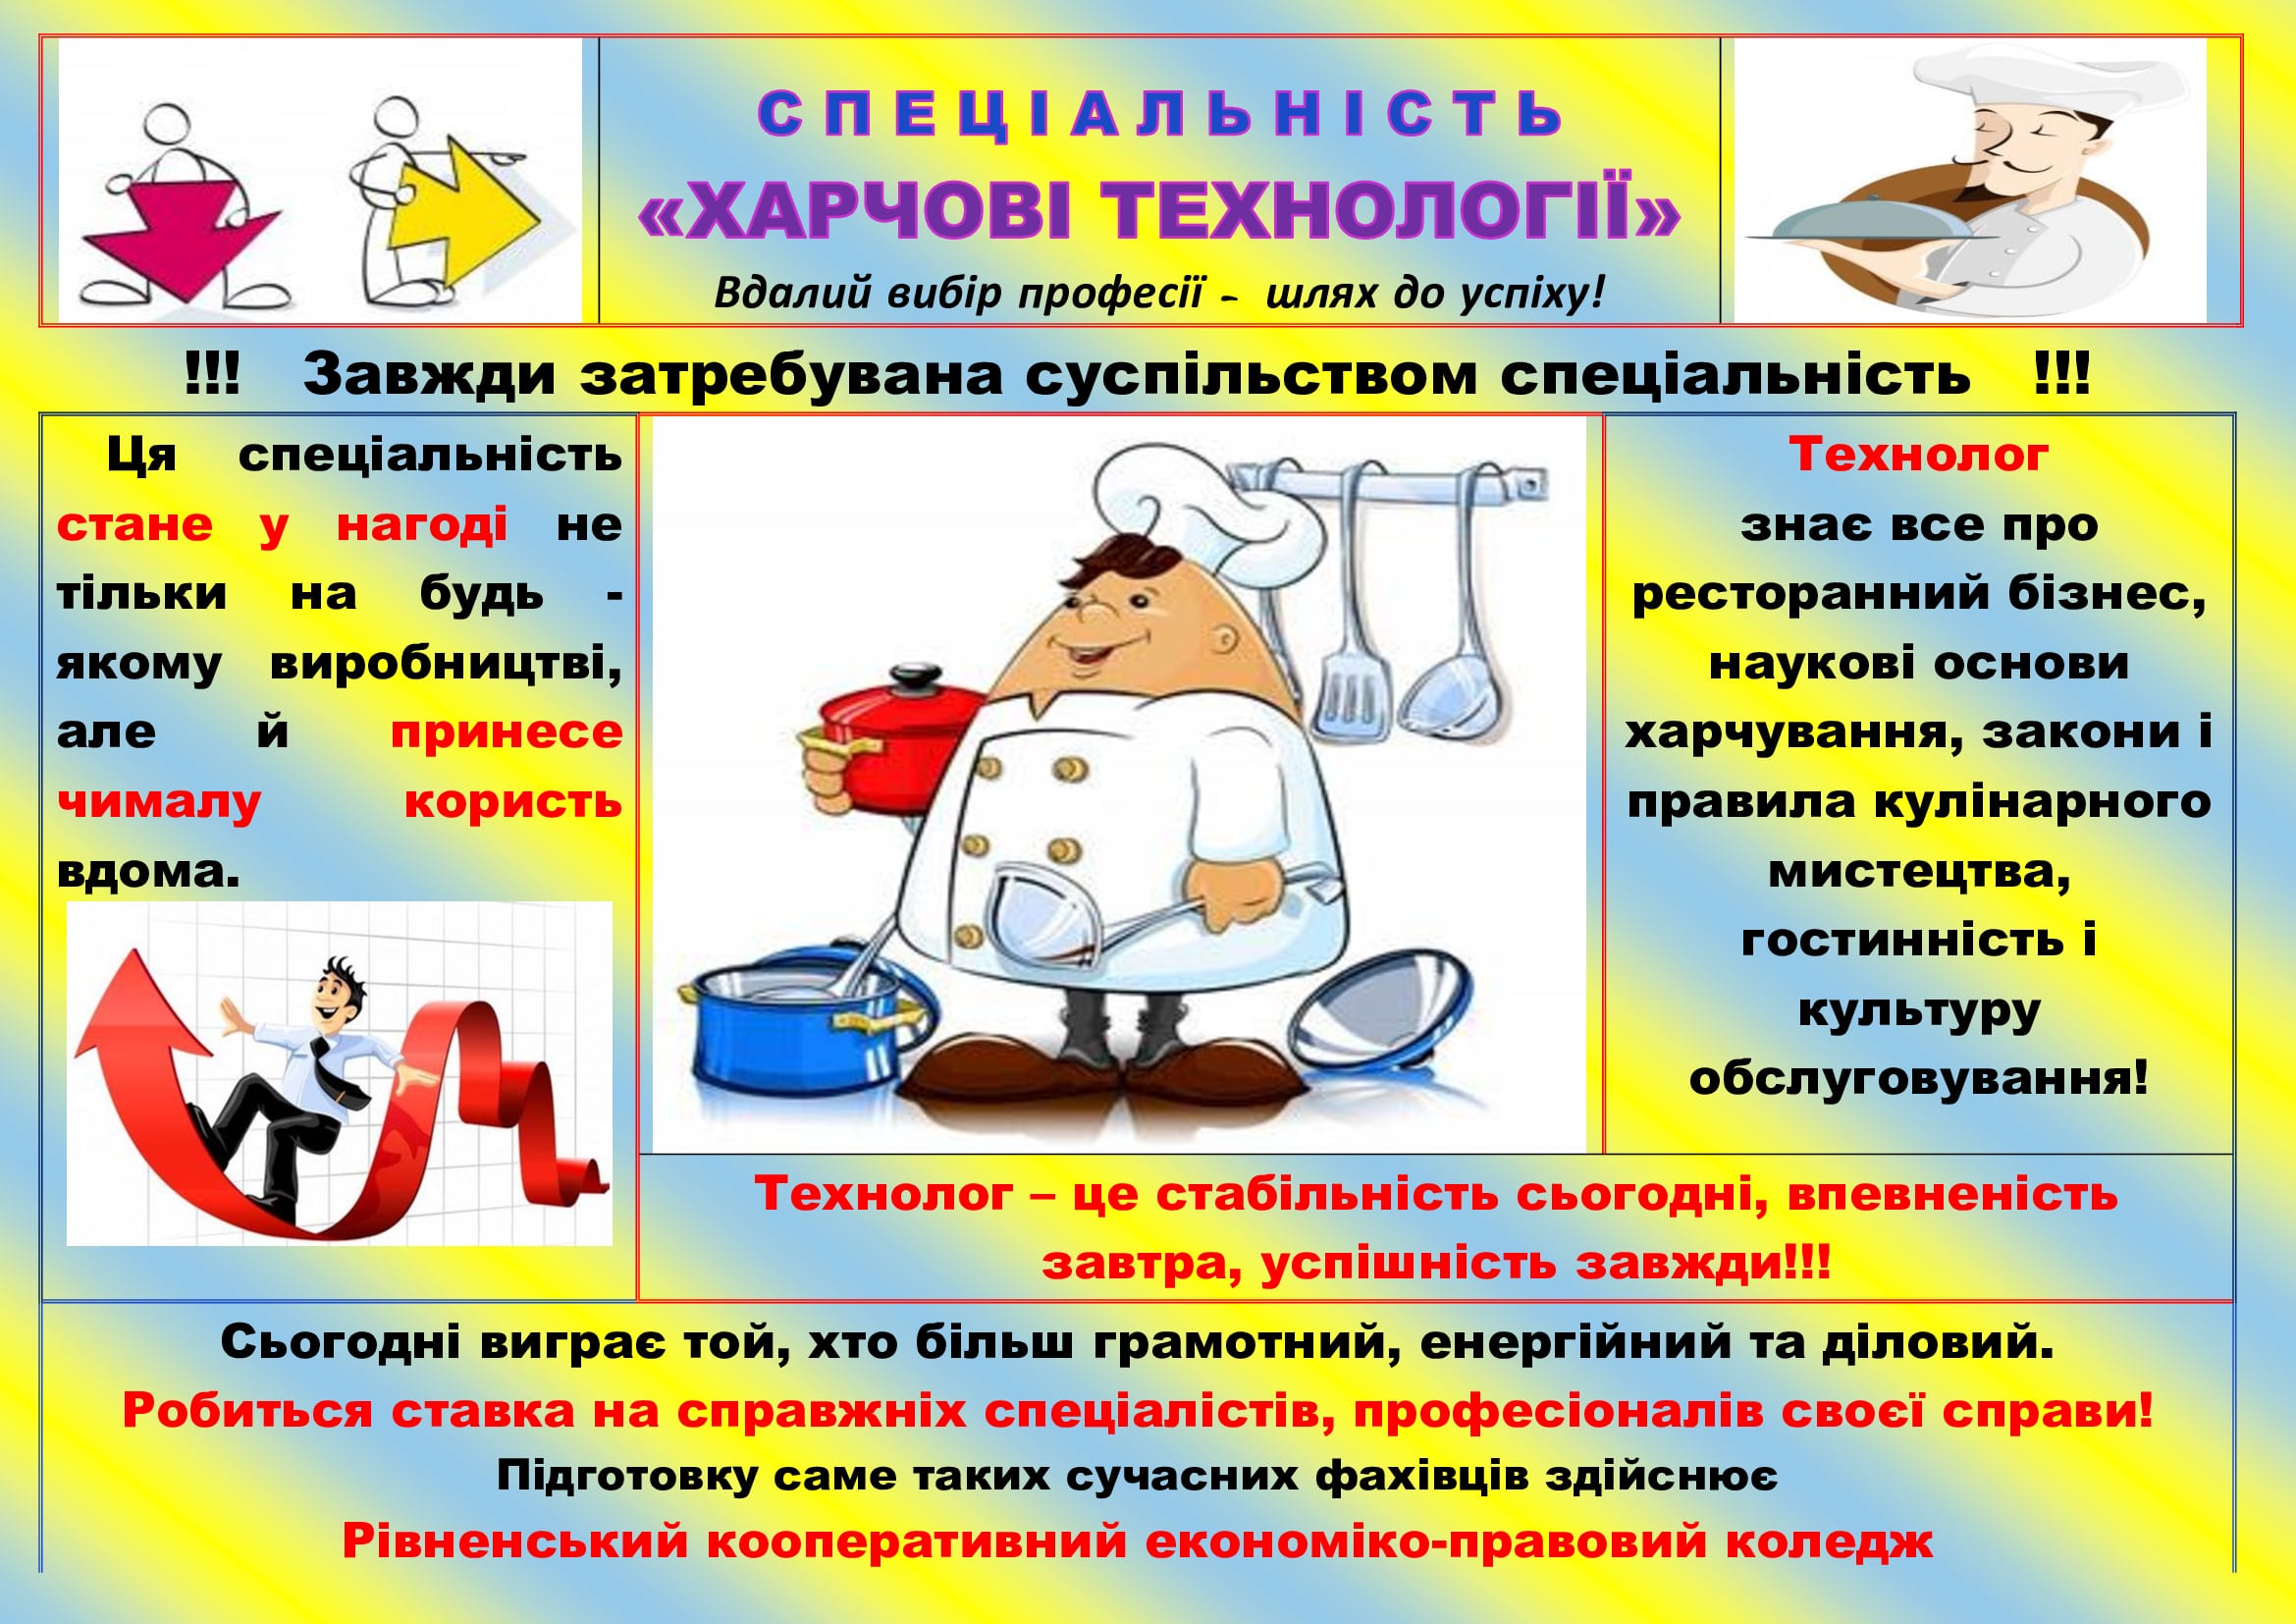 СПЕЦІАЛЬНІСТЬ
«ХАРЧОВІ ТЕХНОЛОГІЇ»
Вдалий вибір професії - шлях до успіху!
!!! Завжди затребувана суспільством спеціальність !!!
Ця спеціальність
стане у нагоді не
тільки на будь -
якому виробництві,
але й принесе
чималу користь
вдома.
Технолог
знає все про
ресторанний бізнес,
наукові основи
харчування, закони і
правила кулінарного
мистецтва,
гостинність і
культуру
обслуговування!
Технолог – це стабільність сьогодні, впевненість
завтра, успішність завжди!!!
Сьогодні виграє той, хто більш грамотний, енергійний та діловий.
Робиться ставка на справжніх спеціалістів, професіоналів своєї справи!
Підготовку саме таких сучасних фахівців здійснює
Рівненський кооперативний економіко-правовий коледж